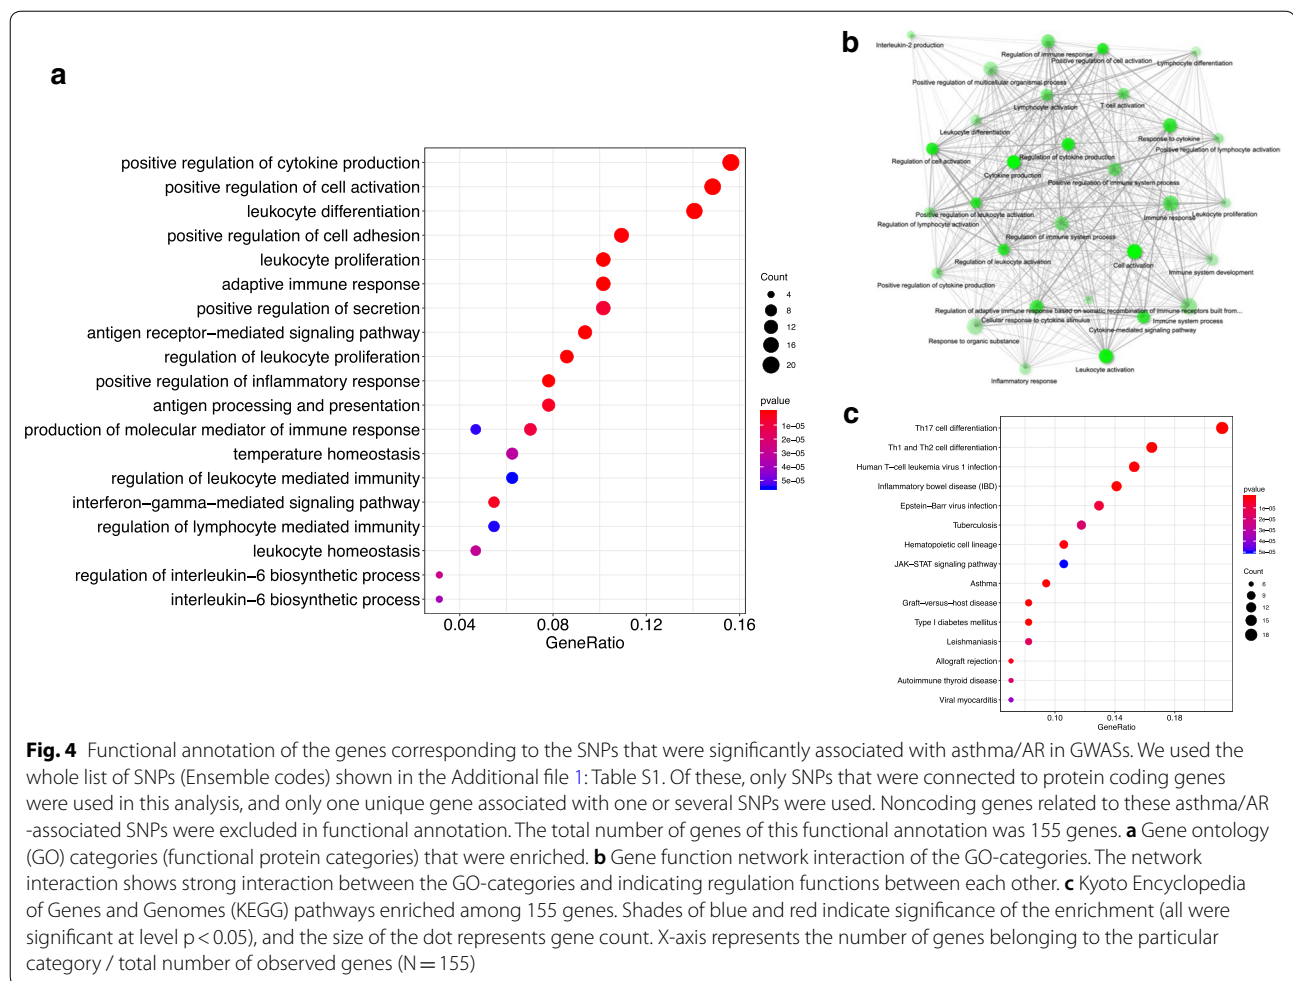 a
positive regulation of cytokine production
positive regulation of cell activation
leukocyte differentiation
positive regulation of cell adhesion
leukocyte proliferation
adaptive immune response
positive regulation of secretion
antigen receptor−mediated signaling pathway
regulation of leukocyte proliferation
positive regulation of inflammatory response
antigen processing and presentation
production of molecular mediator of immune response
temperature homeostasis
regulation of leukocyte mediated immunity
interferon−gamma−mediated signaling pathway
regulation of lymphocyte mediated immunity
leukocyte homeostasis
regulation of interleukin−6 biosynthetic process
interleukin−6 biosynthetic process
0.04 0.08 0.12 0.16
GeneRatio
Count
4
8
12
16
20
pvalue
1e−05
2e−05
3e−05
4e−05
5e−05
b
Interleukin-2 production
Regulation of immune response
Positive regulation of cell activation
Lymphocyte differentiation
Positive regulation of multicellular organismal process
Lymphocyte activation
T cell activation
Leukocyte differentiation
Response to cytokine
Positive regulation of lymphocyte activation
Regulation of cell activation
Regulation of cytokine production
Cytokine production
Positive regulation of immune system process
Positive regulation of leukocyte activation
Immune response
Leukocyte proliferation
Regulation of lymphocyte activation
Regulation of immune system process
Regulation of leukocyte activation
Cell activation
Immune system development
Positive regulation of cytokine production
Regulation of adaptive immune response based on somatic recombination of immune receptors built from...
Cellular response to cytokine stimulus
Immune system process
Cytokine-mediated signaling pathway
Response to organic substance
Leukocyte activation
Inflammatory response
c
Th17 cell differentiation
Th1 and Th2 cell differentiation
Human T−cell leukemia virus 1 infection
Inflammatory bowel disease (IBD)
Epstein−Barr virus infection
Tuberculosis
Hematopoietic cell lineage
JAK−STAT signaling pathway
Asthma
Graft−versus−host disease
Type I diabetes mellitus
Leishmaniasis
Allograft rejection
Autoimmune thyroid disease
Viral myocarditis
0.10 0.14 0.18
GeneRatio
pvalue
1e−05
2e−05
3e−05
4e−05
5e−05
Count
6
9
12
15
18
Fig. 4 Functional annotation of the genes corresponding to the SNPs that were significantly associated with asthma/AR in GWASs. We used the
whole list of SNPs (Ensemble codes) shown in the Additional file 1: Table S1. Of these, only SNPs that were connected to protein coding genes
were used in this analysis, and only one unique gene associated with one or several SNPs were used. Noncoding genes related to these asthma/AR
-associated SNPs were excluded in functional annotation. The total number of genes of this functional annotation was 155 genes. a Gene ontology
(GO) categories (functional protein categories) that were enriched. b Gene function network interaction of the GO-categories. The network
interaction shows strong interaction between the GO-categories and indicating regulation functions between each other. c Kyoto Encyclopedia
of Genes and Genomes (KEGG) pathways enriched among 155 genes. Shades of blue and red indicate significance of the enrichment (all were
significant at level p < 0.05), and the size of the dot represents gene count. X-axis represents the number of genes belonging to the particular
category / total number of observed genes (N = 155)